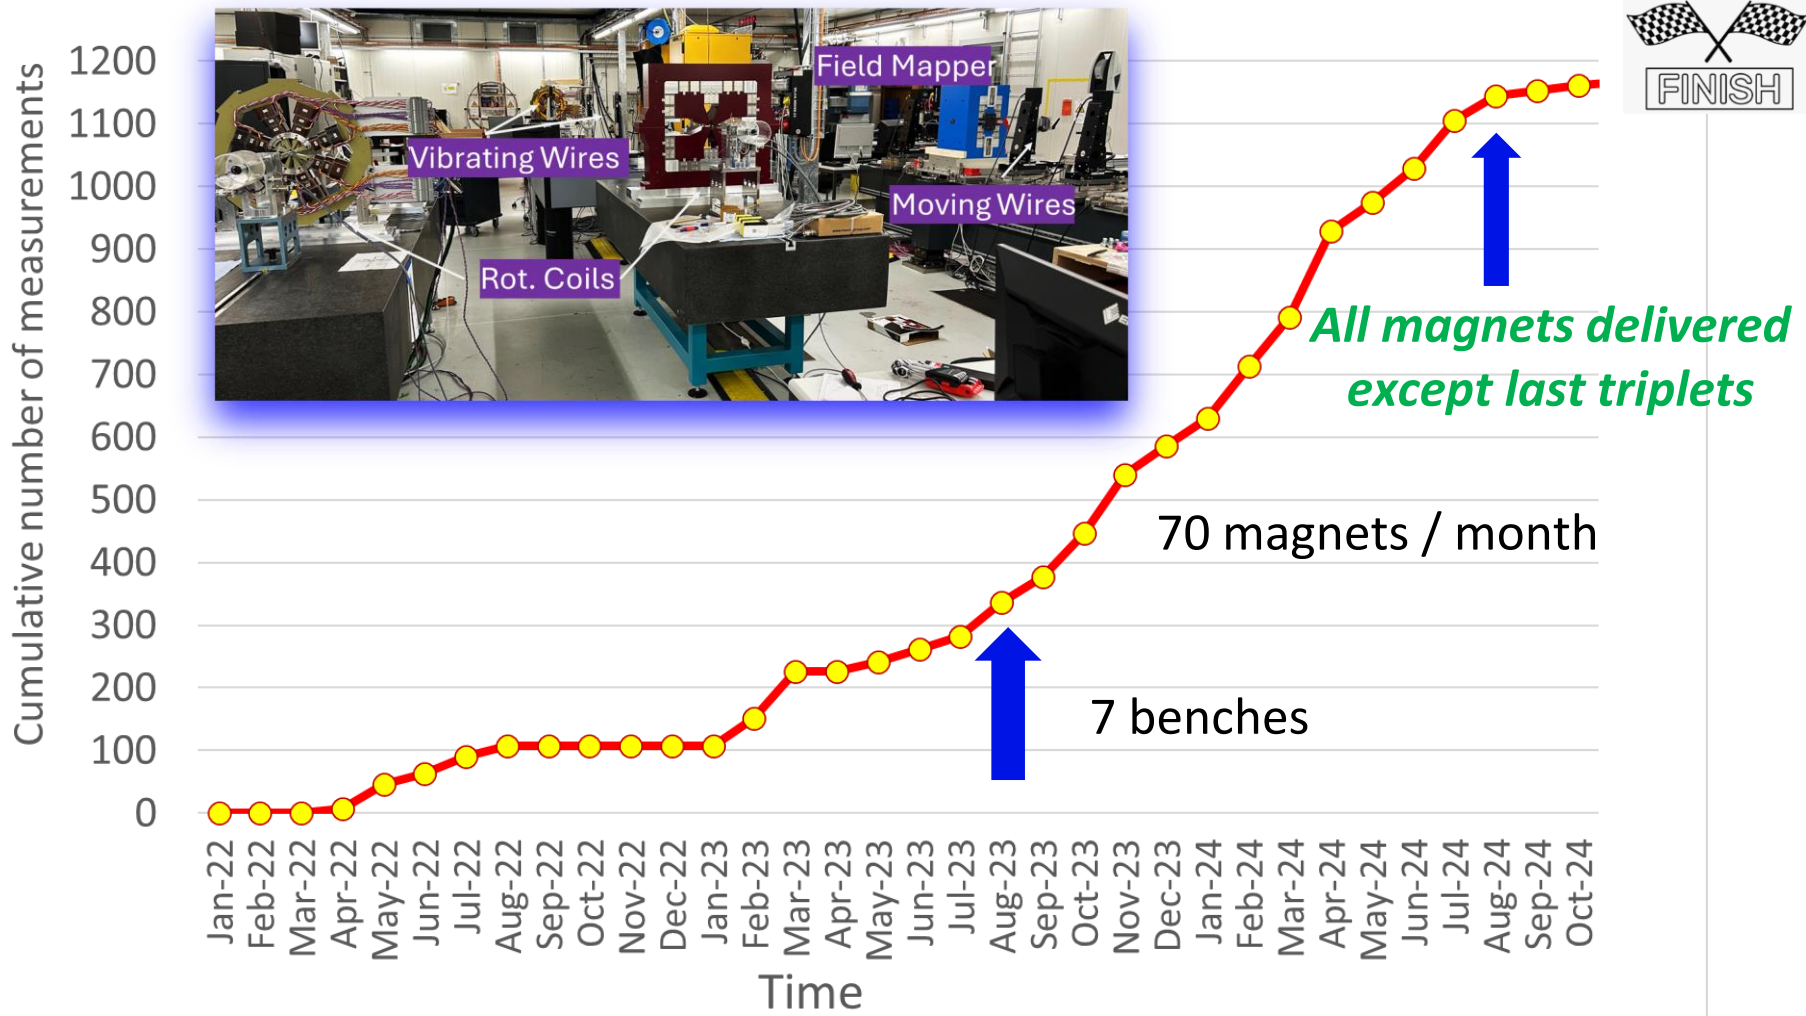 Cumulative number of measurements
1200
1100
1000
900
800
700
600
500
400
300
200
100
0
Field Mapper
Vibrating Wires
Moving Wires
Rot. Coils
FINISH
All magnets delivered
except last triplets
70 magnets / month
7 benches
Jan-22
Feb-22
Mar-22
Apr-22
May-22
Jun-22
Jul-22
Aug-22
Sep-22
Oct-22
Nov-22
Dec-22
Jan-23
Feb-23
Mar-23
Apr-23
May-23
Jun-23
Jul-23
Aug-23
Sep-23
Oct-23
Nov-23
Dec-23
Jan-24
Feb-24
Mar-24
Apr-24
May-24
Jun-24
Jul-24
Aug-24
Sep-24
Oct-24
Time